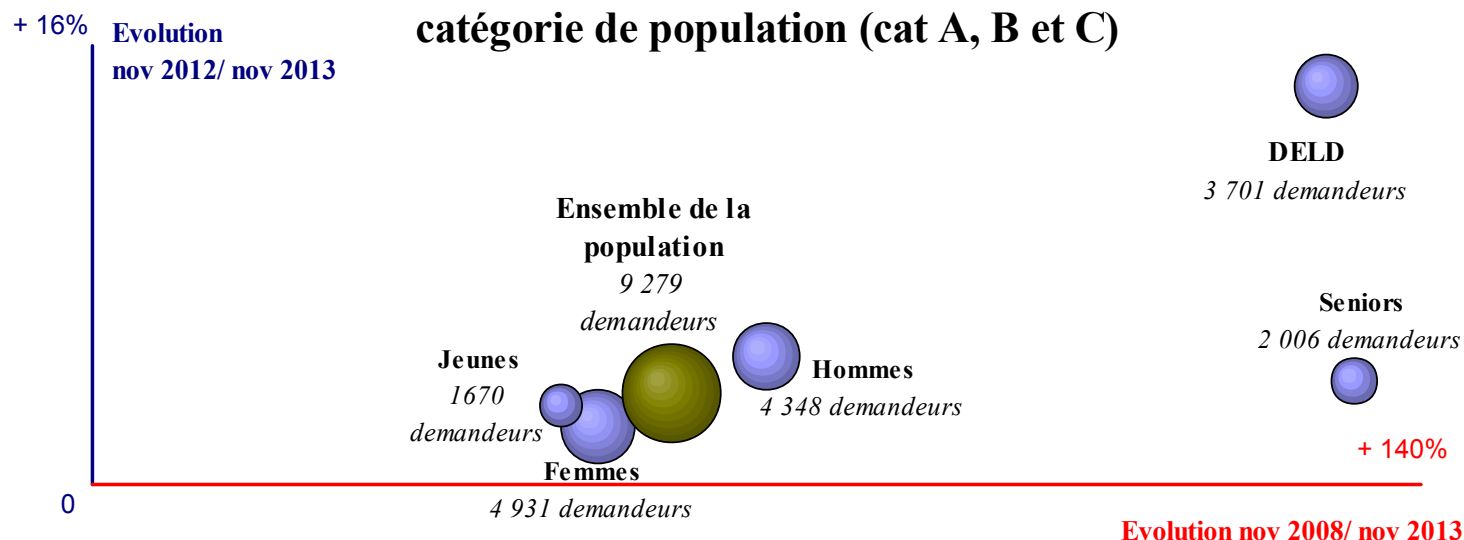 catégorie de population (cat A, B et C)
+ 16%
Evolution
nov 2012/ nov 2013
DELD
3 701 demandeurs
Ensemble de la
population
9 279
demandeurs
Seniors
2 006 demandeurs
Jeunes
1670
demandeurs
Hommes
4 348 demandeurs
Femmes
4 931 demandeurs
+ 140%
0
Evolution nov 2008/ nov 2013